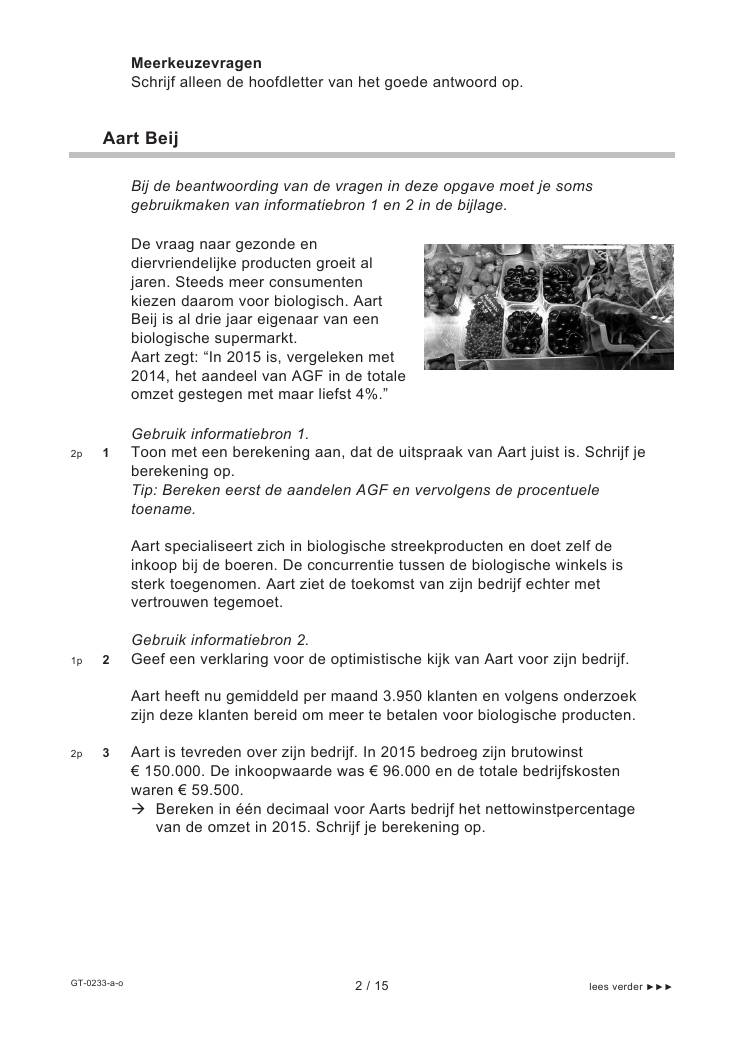 Meerkeuzevragen
Schrijf alleen de hoofdletter van het goede antwoord op.
Aart Beij
Bij de beantwoording van de vragen in deze opgave moet je soms
gebruikmaken van informatiebron 1 en 2 in de bijlage.
De vraag naar gezonde en
diervriendelijke producten groeit al
jaren. Steeds meer consumenten
kiezen daarom voor biologisch. Aart
Beij is al drie jaar eigenaar van een
biologische supermarkt.
Aart zegt: “In 2015 is, vergeleken met
2014, het aandeel van AGF in de totale
omzet gestegen met maar liefst 4%.”
Gebruik informatiebron 1.
2p 1 Toon met een berekening aan, dat de uitspraak van Aart juist is. Schrijf je
berekening op.
Tip: Bereken eerst de aandelen AGF en vervolgens de procentuele
toename.
Aart specialiseert zich in biologische streekproducten en doet zelf de
inkoop bij de boeren. De concurrentie tussen de biologische winkels is
sterk toegenomen. Aart ziet de toekomst van zijn bedrijf echter met
vertrouwen tegemoet.
Gebruik informatiebron 2.
1p 2 Geef een verklaring voor de optimistische kijk van Aart voor zijn bedrijf.
Aart heeft nu gemiddeld per maand 3.950 klanten en volgens onderzoek
zijn deze klanten bereid om meer te betalen voor biologische producten.
2p 3 Aart is tevreden over zijn bedrijf. In 2015 bedroeg zijn brutowinst
€ 150.000. De inkoopwaarde was € 96.000 en de totale bedrijfskosten
waren € 59.500.
→ Bereken in één decimaal voor Aarts bedrijf het nettowinstpercentage
van de omzet in 2015. Schrijf je berekening op.
GT-0233-a-o 2 / 15 lees verder ►►►